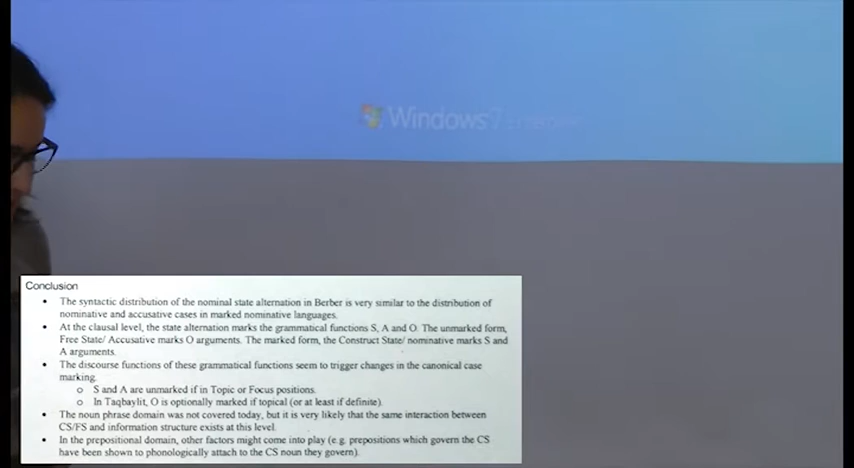 Windows 7
Conclusion
• The syntactic distribution of the nominal state alternation in Berber is very similar to the distribution of
nominative and accusative cases in marked nominative languages.
• At the clausal level, the state alternation marks the grammatical functions S, A and O. The unmarked form,
Free State/ Accusative marks O arguments. The marked form, the Construct State/ nominative marks S and
A arguments.
• The discourse functions of these grammatical functions seem to trigger changes in the canonical case
marking.
o S and A are unmarked if in Topic or Focus positions.
o In Taqbaylit, O is optionally marked if topical (or at least if definite).
• The noun phrase domain was not covered today, but it is very likely that the same interaction between
CS/FS and information structure exists at this level.
• In the prepositional domain, other factors might come into play (e.g. prepositions which govern the CS
have been shown to phonologically attach to the CS noun they govern).